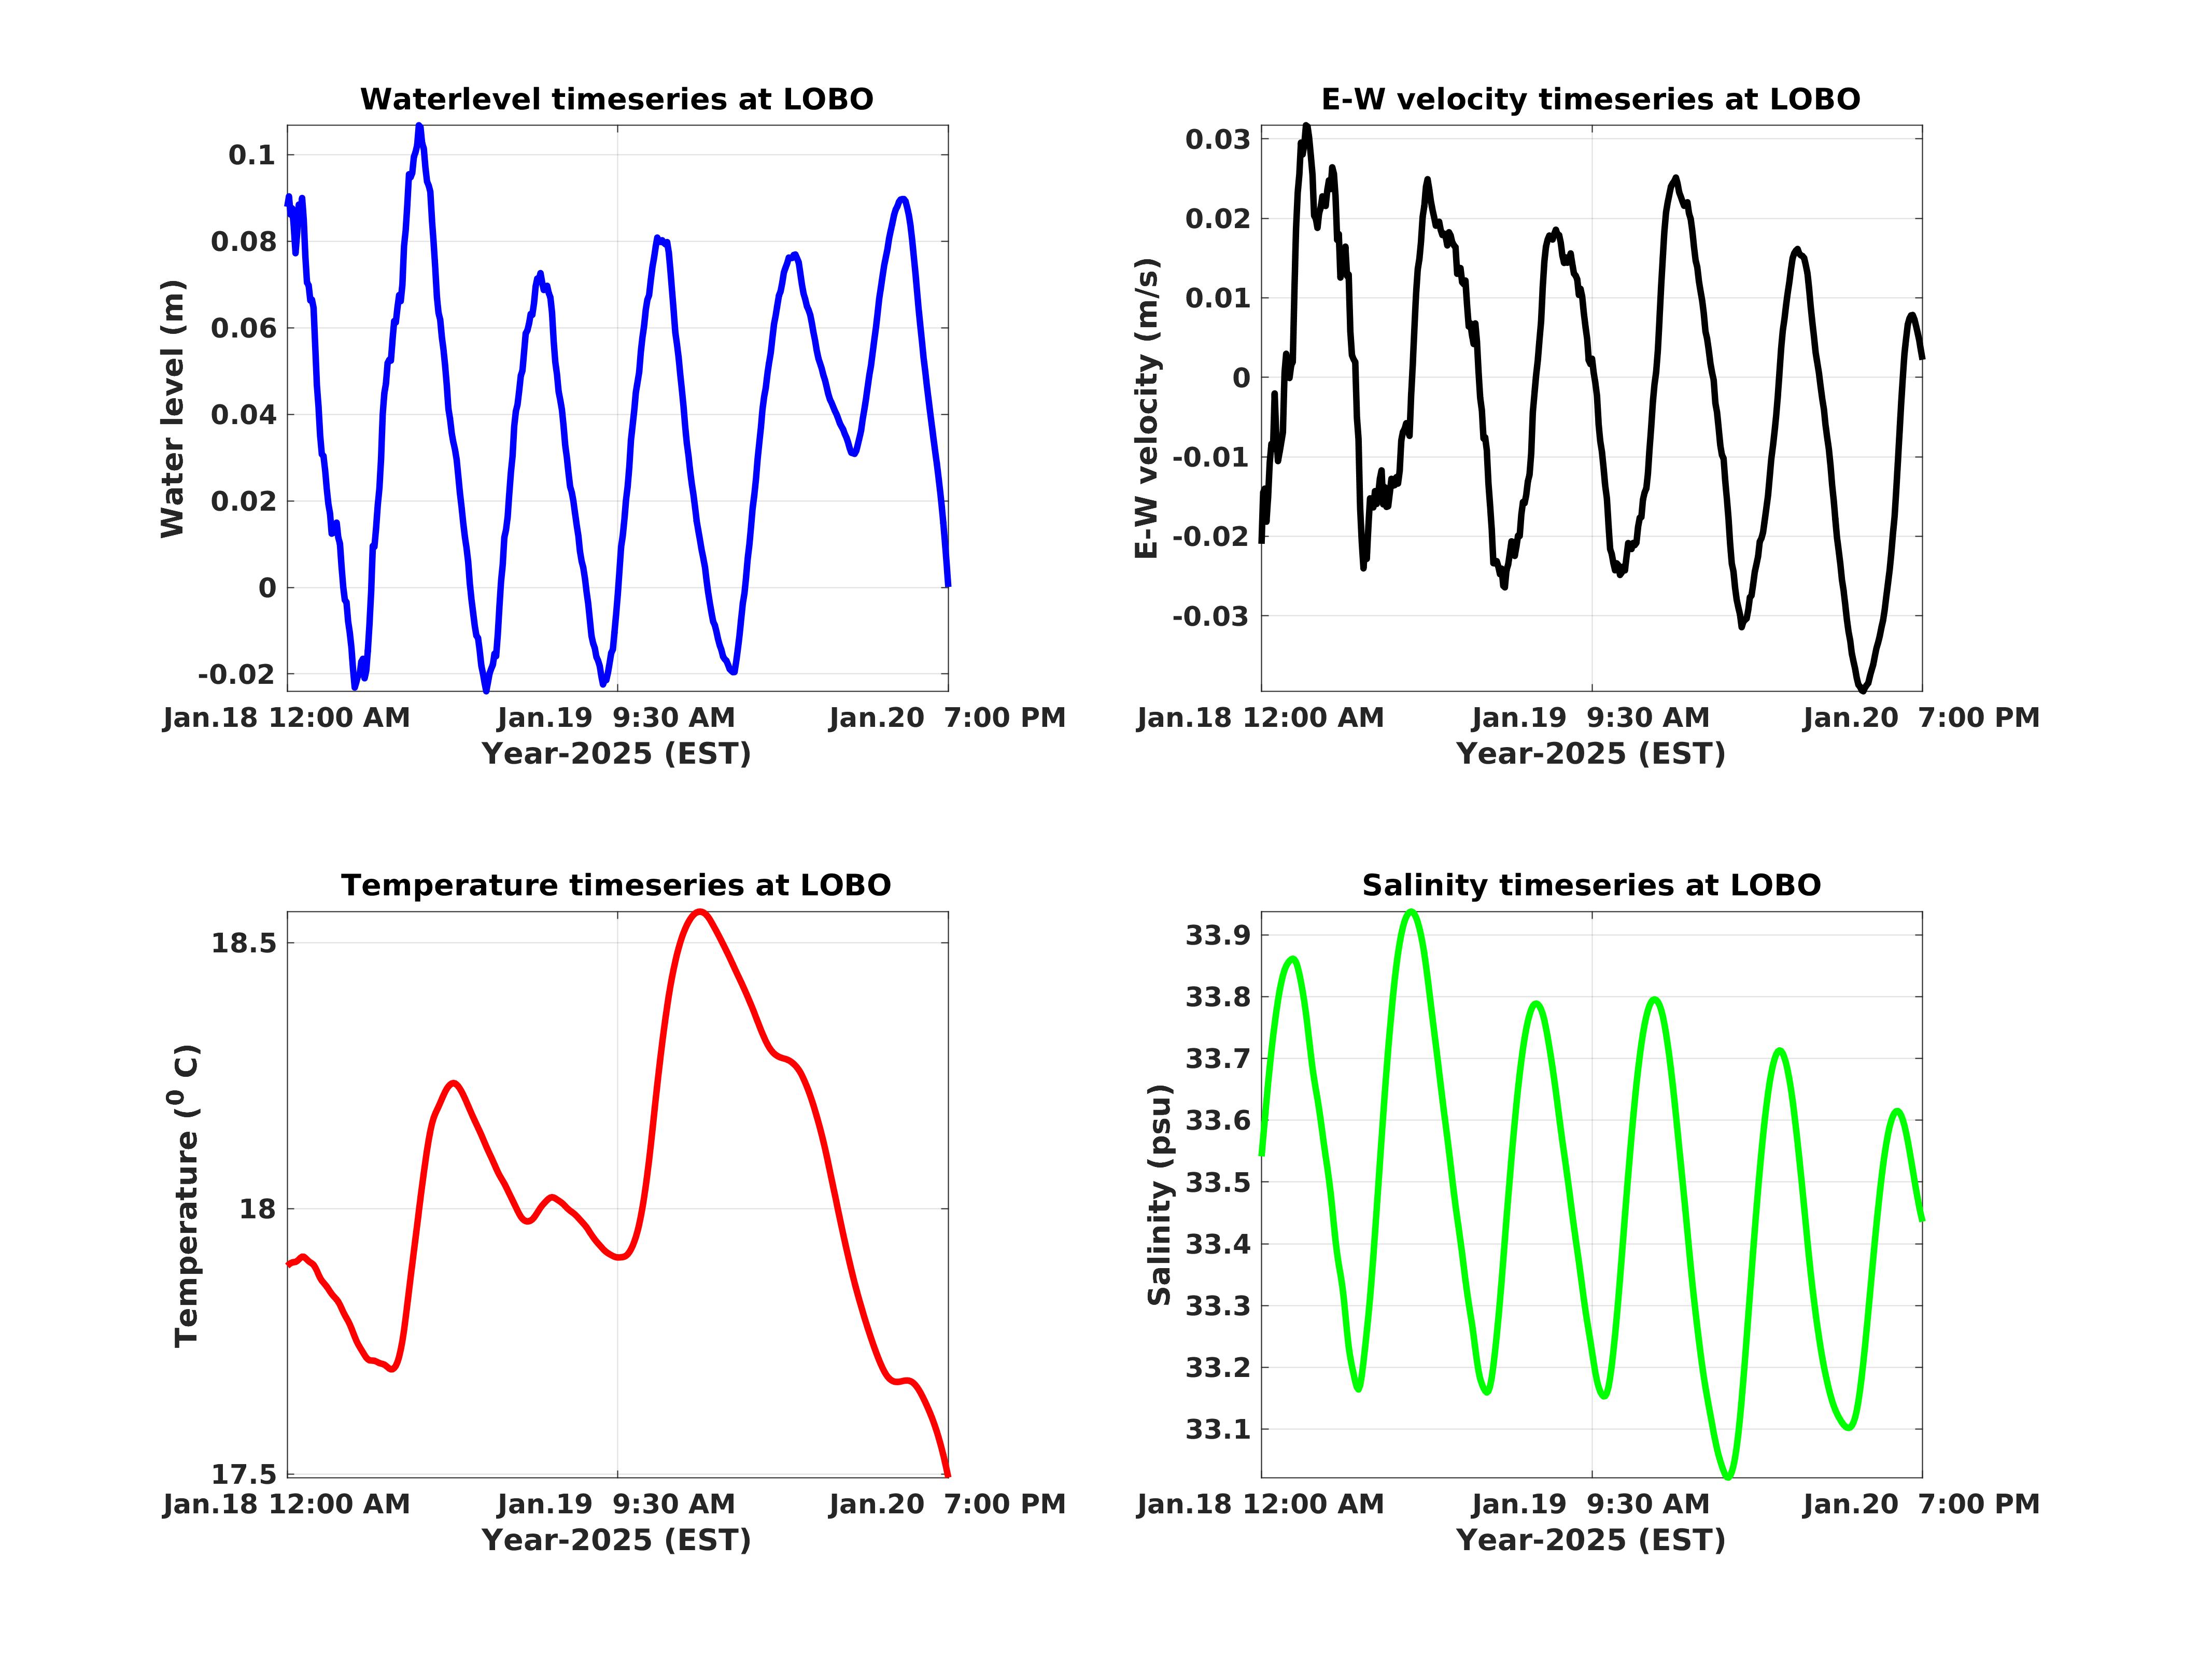 Waterlevel timeseries at LOBO
0.1
0.08
0.06
0.04
0.02
0
-0.02
Water level (m)
Jan.18 12:00 AM Jan.19 9:30 AM Jan.20 7:00 PM
Year-2025 (EST)
E-W velocity timeseries at LOBO
0.03
0.02
0.01
0
-0.01
-0.02
-0.03
E-W velocity (m/s)
Jan.18 12:00 AM Jan.19 9:30 AM Jan.20 7:00 PM
Year-2025 (EST)
Temperature timeseries at LOBO
18.5
18
17.5
Temperature (⁰ C)
Jan.18 12:00 AM Jan.19 9:30 AM Jan.20 7:00 PM
Year-2025 (EST)
Salinity timeseries at LOBO
33.9
33.8
33.7
33.6
33.5
33.4
33.3
33.2
33.1
Salinity (psu)
Jan.18 12:00 AM Jan.19 9:30 AM Jan.20 7:00 PM
Year-2025 (EST)